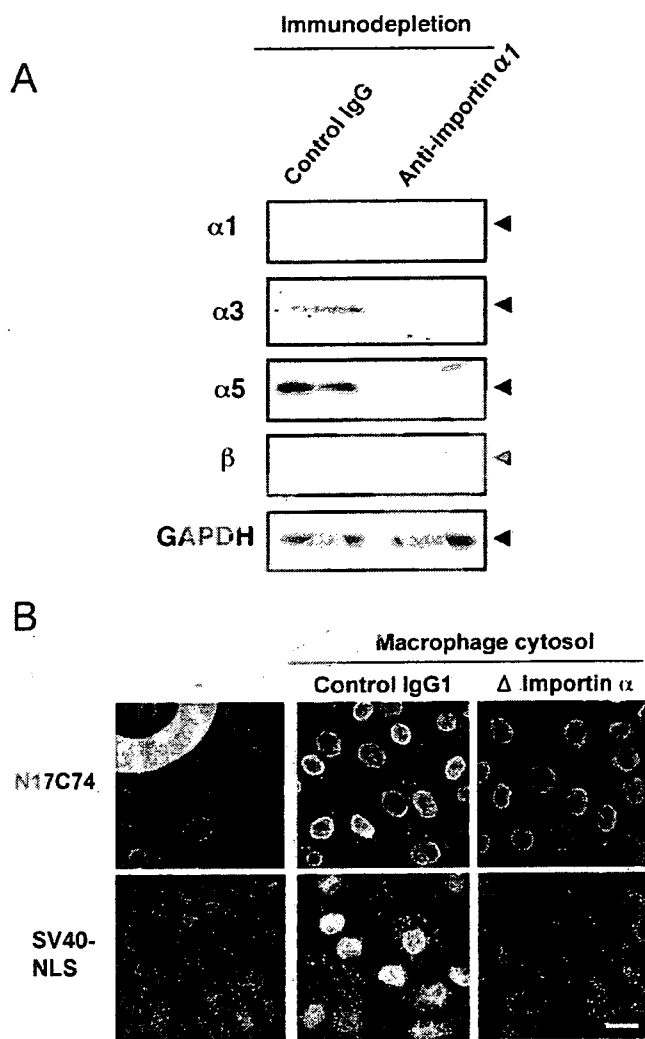 Immunodepletion
A
Control IgG
Anti-importin α1
α1
α3
α5
β
GAPDH
B
Macrophage cytosol
Control IgG1
Δ Importin α
N17C74
SV40-
NLS